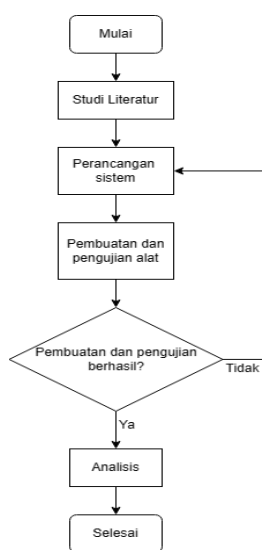 Mulai
Studi Literatur
Perancangan
sistem
Pembuatan dan
pengujian alat
Pembuatan dan pengujian
berhasil?
Tidak
Ya
Analisis
Selesai